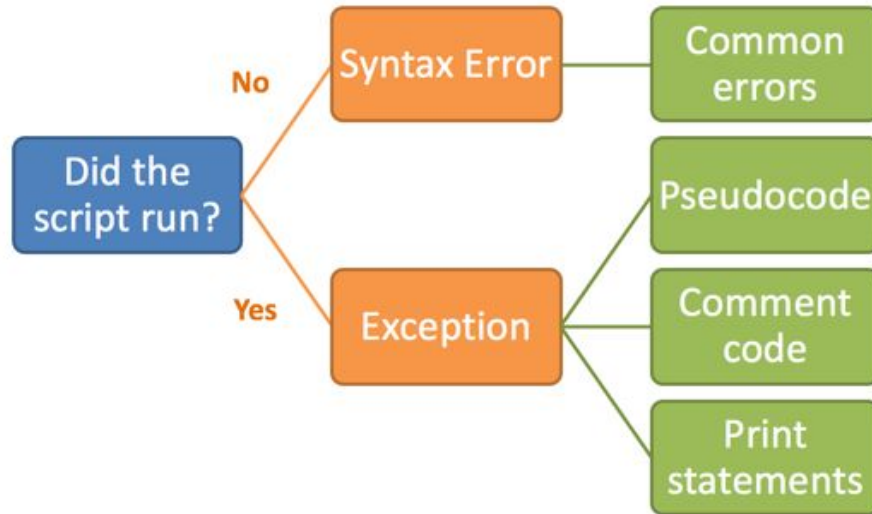 Did the
script run?
No
Yes
Syntax Error
Exception
Common
errors
Pseudocode
Comment
code
Print
statements